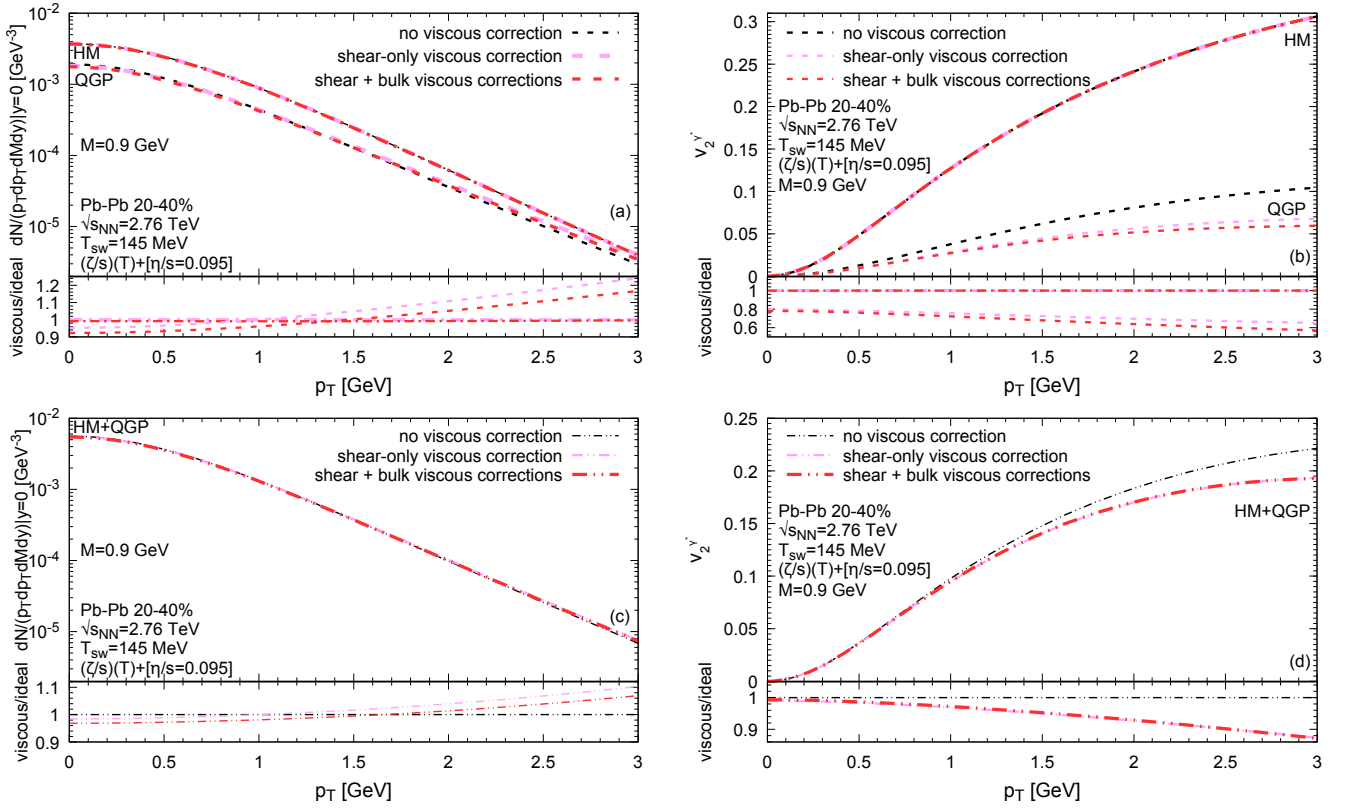 dN/(pTdpTdMdy)|y=0 [GeV-3]
10-2
10-3
10-4
10-5
HM
QGP
no viscous correction
shear-only viscous correction
shear + bulk viscous corrections
M=0.9 GeV
Pb-Pb 20-40%
√sNN=2.76 TeV
Tsw=145 MeV
(ζ/s)(T)+[η/s=0.095]
(a)
viscous/ideal
1.2
1.1
1
0.9
0 0.5 1 1.5 2 2.5 3
pT [GeV]
v2γ*
0.3
0.25
0.2
0.15
0.1
0.05
0
no viscous correction
shear-only viscous correction
shear + bulk viscous corrections
HM
Pb-Pb 20-40%
√sNN=2.76 TeV
Tsw=145 MeV
(ζ/s)(T)+[η/s=0.095]
M=0.9 GeV
QGP
(b)
viscous/ideal
1
0.8
0.6
0 0.5 1 1.5 2 2.5 3
pT [GeV]
dN/(pTdpTdMdy)|y=0 [GeV-3]
10-2
10-3
10-4
10-5
HM+QGP
no viscous correction
shear-only viscous correction
shear + bulk viscous corrections
M=0.9 GeV
Pb-Pb 20-40%
√sNN=2.76 TeV
Tsw=145 MeV
(ζ/s)(T)+[η/s=0.095]
(c)
viscous/ideal
1.1
1
0.9
0 0.5 1 1.5 2 2.5 3
pT [GeV]
v2γ*
0.25
0.2
0.15
0.1
0.05
0
no viscous correction
shear-only viscous correction
shear + bulk viscous corrections
Pb-Pb 20-40%
√sNN=2.76 TeV
Tsw=145 MeV
(ζ/s)(T)+[η/s=0.095]
M=0.9 GeV
HM+QGP
(d)
viscous/ideal
1
0.9
0 0.5 1 1.5 2 2.5 3
pT [GeV]